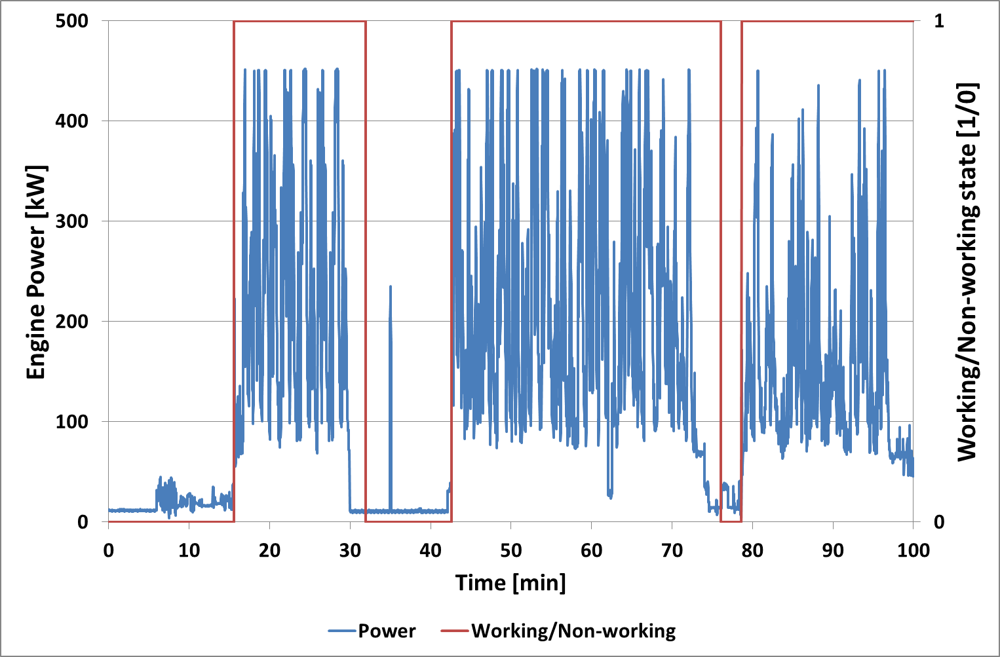 500
400
300
200
100
0
Engine Power [kW]
1
0
Working/Non-working state [1/0]
0 10 20 30 40 50 60 70 80 90 100
Time [min]
Power Working/Non-working